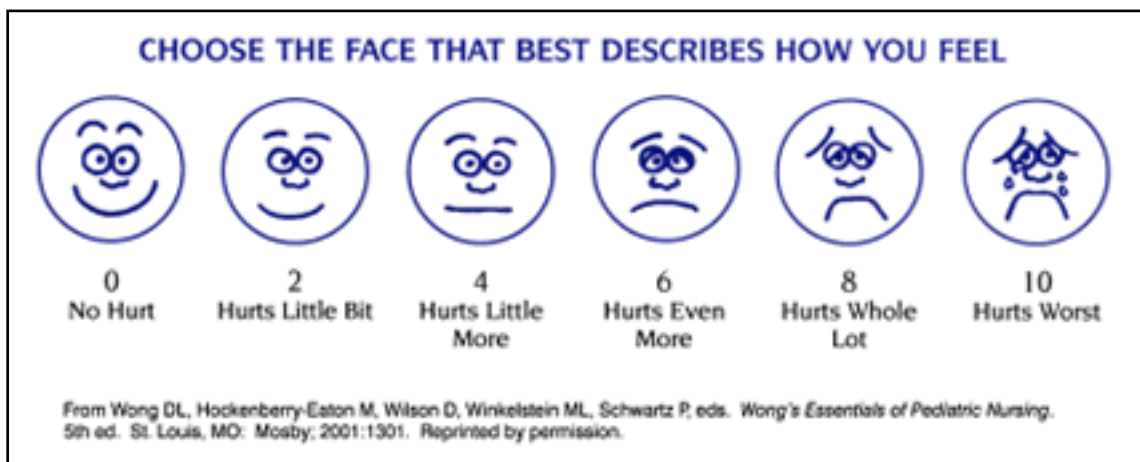 CHOOSE THE FACE THAT BEST DESCRIBES HOW YOU FEEL
0
No Hurt
2
Hurts Little Bit
4
Hurts Little
More
6
Hurts Even
More
8
Hurts Whole
Lot
10
Hurts Worst
From Wong DL, Hockenberry-Eaton M, Wilson D, Winkelstein ML, Schwartz P, eds. Wong's Essentials of Pediatric Nursing.
5th ed. St. Louis, MO: Mosby; 2001:1301. Reprinted by permission.